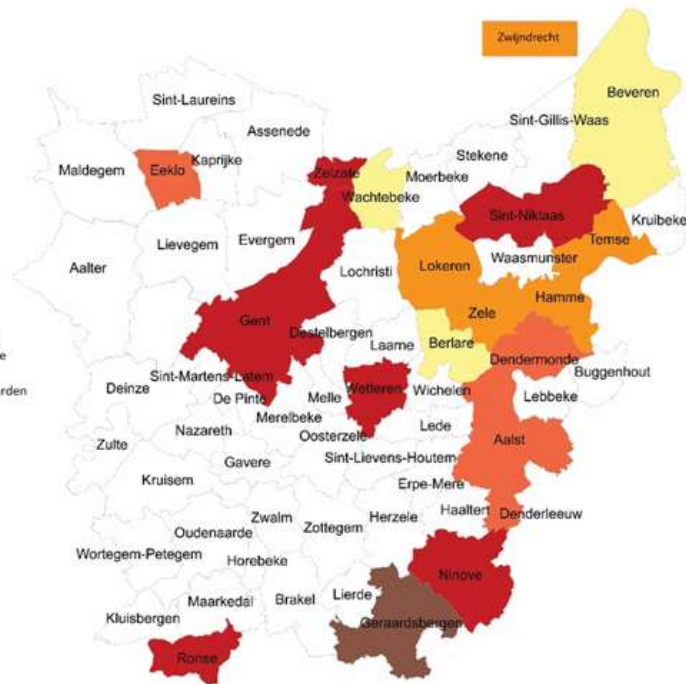 Zwijndrecht
Beveren
Sint-Laureins
Sint-Gillis-Waas
Assenede
Stekene
Kaprijke
Maldegem
Eeklo
Zelzate
Moerbeke
Wachtebeke
Sint-Niklaas
Kruibeke
Temse
Lievegem
Evergem
Waasmunster
Aalter
Lochristi
Lokeren
Hamme
Zele
Gent
Destelbergen
Laarne
Berlare
e
Dendermonde
Buggenhout
Sint-Martens-Latem
Deinze
arden
De Pinte
Melle
Wetteren
Wichelen
Lebbeke
Merelbeke
Nazareth
Oosterzele
Lede
Zulte
Aalst
Gavere
Sint-Lievens-Houtem
Kruisem
Erpe-Mere
Haaltert
Denderleeuw
Zwalm
Herzele
Oudenaarde
Zottegem
Wortegem-Petegem
Horebeke
Ninove
Maarkedal
Brakel
Lierde
Kluisbergen
Geraardsbergen
Ronse